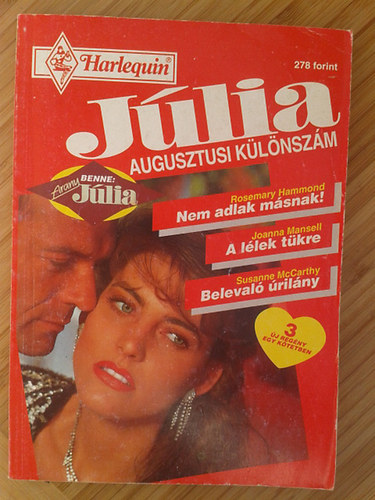 Harlequin®
278 forint
Júlia
AUGUSZTUSI KÜLÖNSZÁM
BENNE:
Arany
Júlia
Rosemary Hammond
Nem adlak másnak!
Joanna Mansell
A lélek tükre
Susanne McCarthy
Belevaló úrilány
3
ÚJ REGÉNY
EGY KÖTETBEN